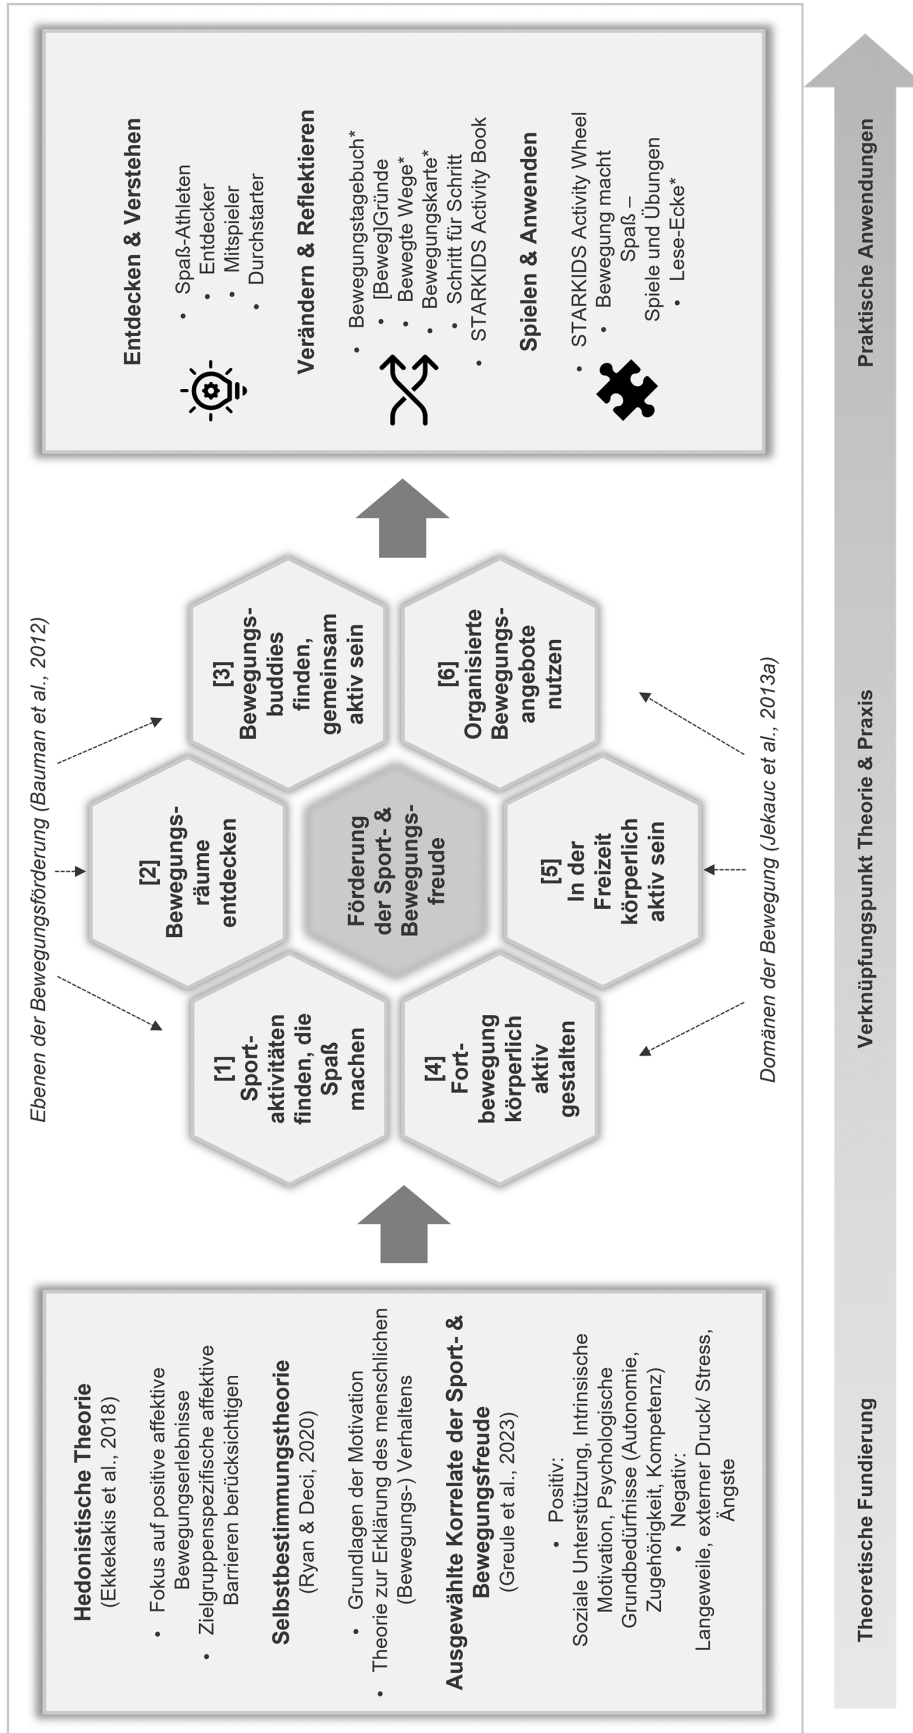 Hedonistische Theorie
(Ekkekakis et al., 2018)
• Fokus auf positive affektive
Bewegungserlebnisse
• Zielgruppenspezifische affektive
Barrieren berücksichtigen
Selbstbestimmungstheorie
(Ryan & Deci, 2020)
• Grundlagen der Motivation
• Theorie zur Erklärung des menschlichen
(Bewegungs-) Verhaltens
Ausgewählte Korrelate der Sport- &
Bewegungsfreude
(Greule et al., 2023)
• Positiv:
Soziale Unterstützung, Intrinsische
Motivation, Psychologische
Grundbedürfnisse (Autonomie,
Zugehörigkeit, Kompetenz)
• Negativ:
Langeweile, externer Druck/ Stress,
Ängste
Ebenen der Bewegungsförderung (Bauman et al., 2012)
[1]
Sport-
aktivitäten
finden, die
Spaß
machen
[2]
Bewegungs-
räume
entdecken
[3]
Bewegungs-
buddies
finden,
gemeinsam
aktiv sein
Förderung
der Sport- &
Bewegungs-
freude
[4]
Fort-
bewegung
körperlich
aktiv
gestalten
[5]
In der
Freizeit
körperlich
aktiv sein
[6]
Organisierte
Bewegungs-
angebote
nutzen
Domänen der Bewegung (Jekauc et al., 2013a)
Entdecken & Verstehen
• Spaß-Athleten
• Entdecker
• Mitspieler
• Durchstarter
Verändern & Reflektieren
• Bewegungstagebuch*
• [Beweg]Gründe
• Bewegte Wege*
• Bewegungskarte*
• Schritt für Schritt
• STARKIDS Activity Book
Spielen & Anwenden
• STARKIDS Activity Wheel
• Bewegung macht
Spaß –
Spiele und Übungen
• Lese-Ecke*
Theoretische Fundierung
Verknüpfungspunkt Theorie & Praxis
Praktische Anwendungen